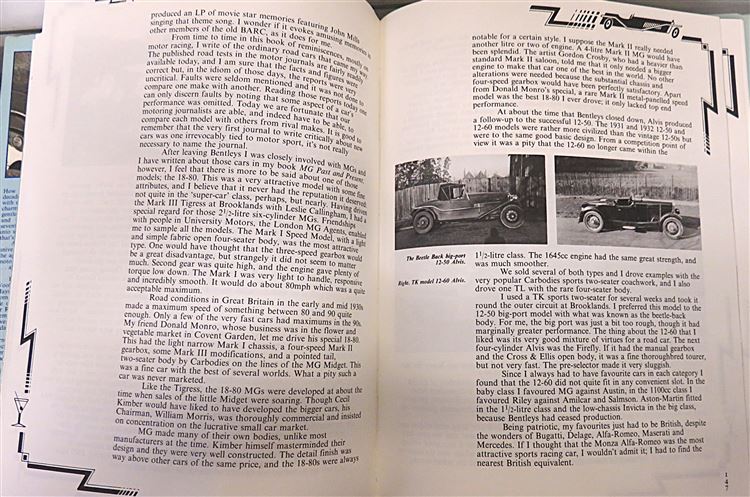 produced an LP of movie star memories featuring John Mills
singing that theme song. I wonder if it evokes amusing memories in
other members of the old BARC, as it does for me.
From time to time in this book of reminiscences, mostly on
motor racing, I write of the ordinary road cars that came my way.
The published road tests in the motor journals are fairly readily
available today, and I am sure that the facts and figures were
correct but, in the idiom of those days, the reports were very
uncritical. Faults were seldom mentioned and it was not done to
compare one make with another. Reading those reports today one
can only discern faults by noting that some aspect of a car's
performance was omitted. Today we are fortunate that our
motoring journalists are able, and indeed have to be able, to
compare each model with others from rival makes. It is good to
remember that the very first journal to write critically about new
cars was one irrevocably tied to motor sport, it's not really
necessary to name the journal.
After leaving Bentleys I was closely involved with MGs and
I have written about those cars in my book MG Past and Present;
however, I feel that there is more to be said about one of those
models; the 18-80. This was a very attractive model with some fine
attributes, and I believe that it never had the reputation it deserved;
not quite in the 'super-car' class, perhaps, but nearly. Having driven
the Mark III Tigress at Brooklands with Leslie Callingham, I had a
special regard for those 2½-litre six-cylinder MGs. Friendships
with people in University Motors, the London MG Agents, enabled
me to sample all the models. The Mark I Speed Model, with a light
and simple fabric open four-seater body, was the most attractive
type. One would have thought that the three-speed gearbox would
be a great disadvantage, but strangely it did not seem to matter
much. Second gear was quite high, and the engine gave plenty of
torque low down. The Mark I was very light to handle, responsive
and incredibly smooth. It would do about 80mph which was a quite
acceptable maximum.
Road conditions in Great Britain in the early and mid 1930s
made a maximum speed of something between 80 and 90 quite
enough. Only a few of the very fast cars had maximums in the 90s.
My friend Donald Monro, whose business was in the flower and
vegetable market in Covent Garden, let me drive his special 18-80.
This had the light narrow Mark I chassis, a four-speed Mark II
gearbox, some Mark III modifications, and a pointed tail,
two-seater body by Carbodies on the lines of the MG Midget. This
was a fine car with the best of several worlds. What a pity such a
car was never marketed.
Like the Tigress, the 18-80 MGs were developed at about the
time when sales of the little Midget were soaring. Though Cecil
Kimber would have liked to have developed the bigger cars, his
Chairman, William Morris, was thoroughly commercial and insisted
on concentration on the lucrative small car market.
MG made many of their own bodies, unlike most
manufacturers at the time. Kimber himself masterminded their
design and they were very well constructed. The detail finish was
way above other cars of the same price, and the 18-80s were always
notable for a certain style. I suppose the Mark II really needed
another litre or two of engine. A 4-litre Mark II MG would have
been splendid. The artist Gordon Crosby, who had a heavier than
standard Mark II saloon, told me that it only needed a bigger
engine to make that car one of the best in the world. No other
alterations were needed because the substantial chassis and
four-speed gearbox would have been perfectly satisfactory. Apart
from Donald Monro's special, a rare Mark II metal-panelled speed
model was the best 18-80 I ever drove; it only lacked top end
performance.
At about the time that Bentleys closed down, Alvis produced
a follow-up to the successful 12-50. The 1931 and 1932 12-50 and
12-60 models were rather more civilized than the vintage 12-50s but
were to the same good basic design. From a competition point of
view it was a pity that the 12-60 no longer came within the
The Beetle Back big-port
12-50 Alvis.
Right. TK model 12-60 Alvis.
1½-litre class. The 1645cc engine had the same great strength, and
was much smoother.
We sold several of both types and I drove examples with the
very popular Carbodies sports two-seater coachwork, and I also
drove one TL with the rare four-seater body.
I used a TK sports two-seater for several weeks and took it
round the outer circuit at Brooklands. I preferred this model to the
12-50 big-port model with what was known as the beetle-back
body. For me, the big port was just a bit too rough, though it had
marginally greater performance. The thing about the 12-60 that I
liked was its very good mixture of virtues for a road car. The next
four-cylinder Alvis was the Firefly. If it had the manual gearbox
and the Cross & Ellis open body, it was a fine thoroughbred tourer,
but not very fast. The pre-selector made it very sluggish.
Since I always had to have favourite cars in each category I
found that the 12-60 did not quite fit in any convenient slot. In the
baby class I favoured MG against Austin, in the 1100cc class I
favoured Riley against Amilcar and Salmson. Aston-Martin fitted
in the 1½-litre class and the low-chassis Invicta in the big class,
because Bentleys had ceased production.
Being patriotic, my favourites just had to be British, despite
the wonders of Bugatti, Delage, Alfa-Romeo, Maserati and
Mercedes. If I thought that the Monza Alfa-Romeo was the most
attractive sports racing car, I wouldn't admit it; I had to find the
nearest British equivalent.
1
4
7